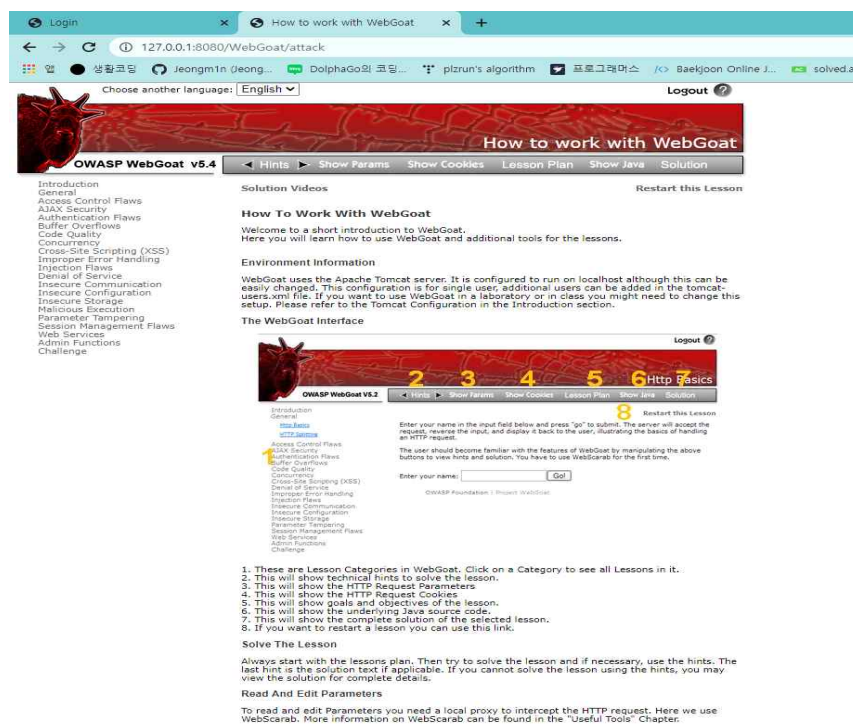 Login
How to work with WebGoat
127.0.0.1:8080/WebGoat/attack
앱 생활코딩 Jeongm1n (Jeong... DolphaGo의 코딩... plzrun's algorithm 프로그래머스 Baekjoon Online J... solved.a
Choose another language: English
Logout ?
How to work with WebGoat
OWASP WebGoat v5.4
Hints Show Params Show Cookies Lesson Plan Show Java Solution
Introduction
General
Access Control Flaws
AJAX Security
Authentication Flaws
Buffer Overflows
Code Quality
Concurrency
Cross-Site Scripting (XSS)
Improper Error Handling
Injection Flaws
Denial of Service
Insecure Communication
Insecure Configuration
Insecure Storage
Malicious Execution
Parameter Tampering
Session Management Flaws
Web Services
Admin Functions
Challenge
Solution Videos
Restart this Lesson
How To Work With WebGoat
Welcome to a short introduction to WebGoat.
Here you will learn how to use WebGoat and additional tools for the lessons.
Environment Information
WebGoat uses the Apache Tomcat server. It is configured to run on localhost although this can be
easily changed. This configuration is for single user, additional users can be added in the tomcat-
users.xml file. If you want to use WebGoat in a laboratory or in class you might need to change this
setup. Please refer to the Tomcat Configuration in the Introduction section.
The WebGoat Interface
Logout ?
2 3 4 5 6 7
Http Basics
OWASP WebGoat V5.2
Hints Show Params Show Cookies Lesson Plan Show Java Solution
8
Restart this Lesson
Introduction
General
Http Basics
HTTP Splitting
Access Control Flaws
AJAX Security
1
Authentication Flaws
Buffer Overflows
Code Quality
Concurrency
Cross-Site Scripting (XSS)
Denial of Service
Improper Error Handling
Injection Flaws
Insecure Communication
Insecure Configuration
Insecure Storage
Parameter Tampering
Session Management Flaws
Web Services
Admin Functions
Challenge
Enter your name in the input field below and press "go" to submit. The server will accept the
request, reverse the input, and display it back to the user, illustrating the basics of handling
an HTTP request.
The user should become familiar with the features of WebGoat by manipulating the above
buttons to view hints and solution. You have to use WebScarab for the first time.
Enter your name: Go!
OWASP Foundation | Project WebGoat
1. These are Lesson Categories in WebGoat. Click on a Category to see all Lessons in it.
2. This will show technical hints to solve the lesson.
3. This will show the HTTP Request Parameters
4. This will show the HTTP Request Cookies
5. This will show goals and objectives of the lesson.
6. This will show the underlying Java source code.
7. This will show the complete solution of the selected lesson.
8. If you want to restart a lesson you can use this link.
Solve The Lesson
Always start with the lessons plan. Then try to solve the lesson and if necessary, use the hints. The
last hint is the solution text if applicable. If you cannot solve the lesson using the hints, you may
view the solution for complete details.
Read And Edit Parameters
To read and edit Parameters you need a local proxy to intercept the HTTP request. Here we use
WebScarab. More information on WebScarab can be found in the "Useful Tools" Chapter.